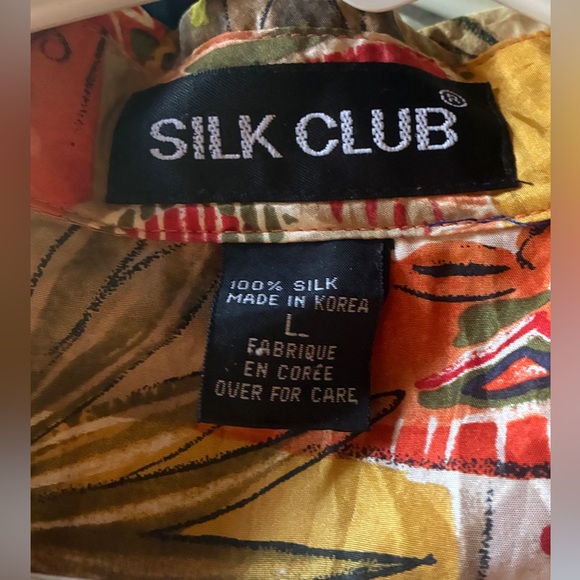 SILK CLUB®
100% SILK
MADE IN KOREA
L
FABRIQUE
EN CORÉE
OVER FOR CARE